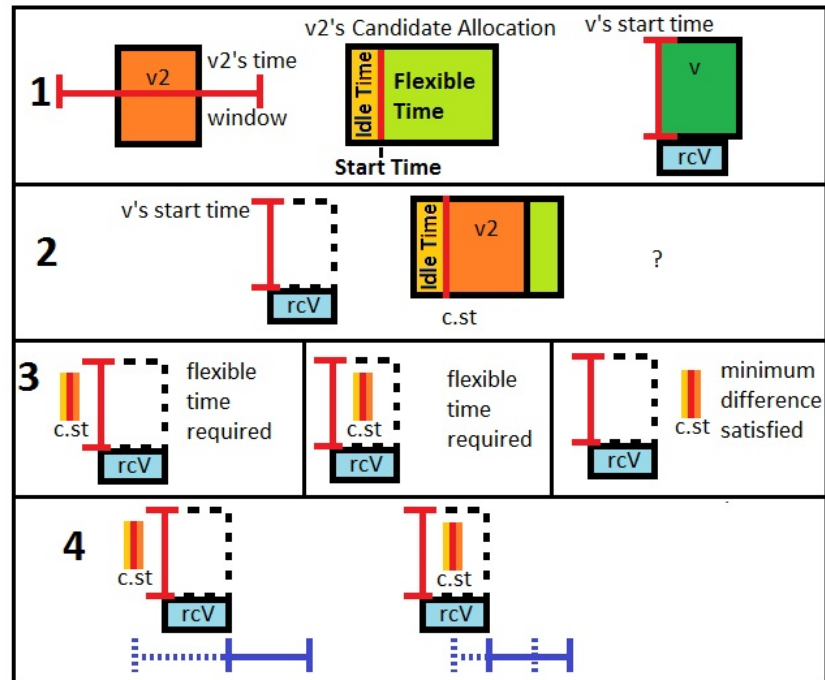 1
v2
v2's time
window
v2's Candidate Allocation
Idle Time
Flexible
Time
Start Time
v's start time
v
rcV
2
v's start time
rcV
Idle Time
v2
c.st
?
3
c.st
rcV
flexible
time
required
c.st
rcV
flexible
time
required
rcV
c.st
minimum
difference
satisfied
4
c.st
rcV
c.st
rcV